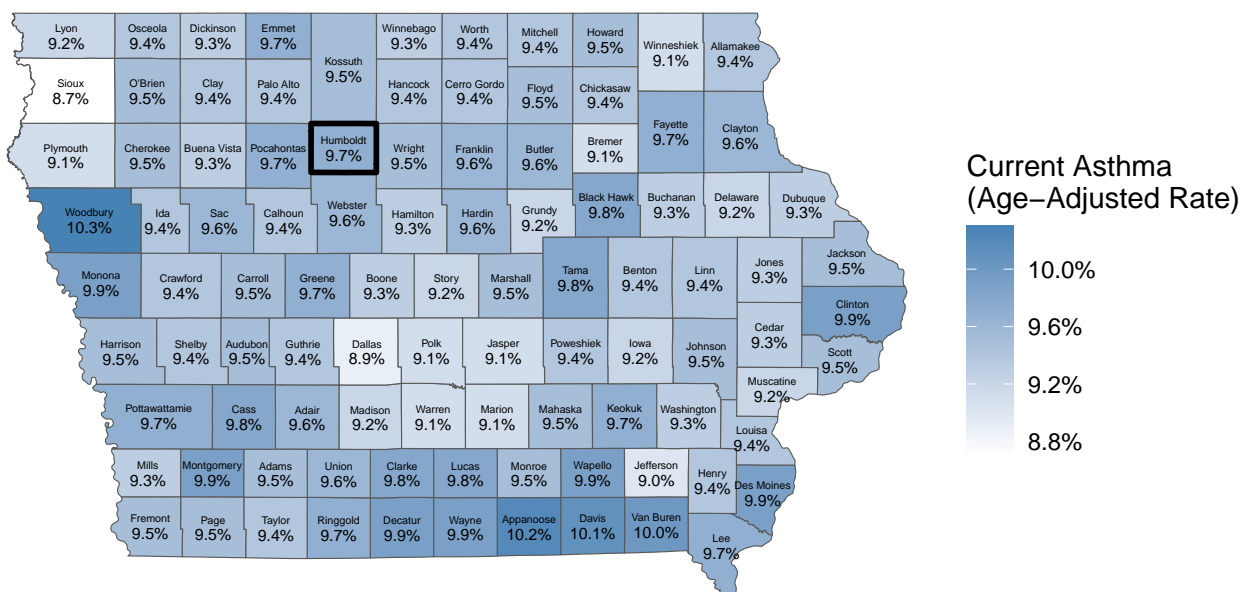 Lyon
9.2%
Osceola
9.4%
Dickinson
9.3%
Emmet
9.7%
Kossuth
9.5%
Winnebago
9.3%
Worth
9.4%
Mitchell
9.4%
Howard
9.5%
Winneshiek
9.1%
Allamakee
9.4%
Sioux
8.7%
O'Brien
9.5%
Clay
9.4%
Palo Alto
9.4%
Hancock
9.4%
Cerro Gordo
9.4%
Floyd
9.5%
Chickasaw
9.4%
Fayette
9.7%
Clayton
9.6%
Plymouth
9.1%
Cherokee
9.5%
Buena Vista
9.3%
Pocahontas
9.7%
Humboldt
9.7%
Wright
9.5%
Franklin
9.6%
Butler
9.6%
Bremer
9.1%
Woodbury
10.3%
Ida
9.4%
Sac
9.6%
Calhoun
9.4%
Webster
9.6%
Hamilton
9.3%
Hardin
9.6%
Grundy
9.2%
Black Hawk
9.8%
Buchanan
9.3%
Delaware
9.2%
Dubuque
9.3%
Monona
9.9%
Crawford
9.4%
Carroll
9.5%
Greene
9.7%
Boone
9.3%
Story
9.2%
Marshall
9.5%
Tama
9.8%
Benton
9.4%
Linn
9.4%
Jones
9.3%
Jackson
9.5%
Clinton
9.9%
Harrison
9.5%
Shelby
9.4%
Audubon
9.5%
Guthrie
9.4%
Dallas
8.9%
Polk
9.1%
Jasper
9.1%
Poweshiek
9.4%
Iowa
9.2%
Johnson
9.5%
Cedar
9.3%
Scott
9.5%
Muscatine
9.2%
Pottawattamie
9.7%
Cass
9.8%
Adair
9.6%
Madison
9.2%
Warren
9.1%
Marion
9.1%
Mahaska
9.5%
Keokuk
9.7%
Washington
9.3%
Louisa
9.4%
Mills
9.3%
Montgomery
9.9%
Adams
9.5%
Union
9.6%
Clarke
9.8%
Lucas
9.8%
Monroe
9.5%
Wapello
9.9%
Jefferson
9.0%
Henry
9.4%
Des Moines
9.9%
Fremont
9.5%
Page
9.5%
Taylor
9.4%
Ringgold
9.7%
Decatur
9.9%
Wayne
9.9%
Appanoose
10.2%
Davis
10.1%
Van Buren
10.0%
Lee
9.7%
Current Asthma
(Age−Adjusted Rate)
10.0%
9.6%
9.2%
8.8%